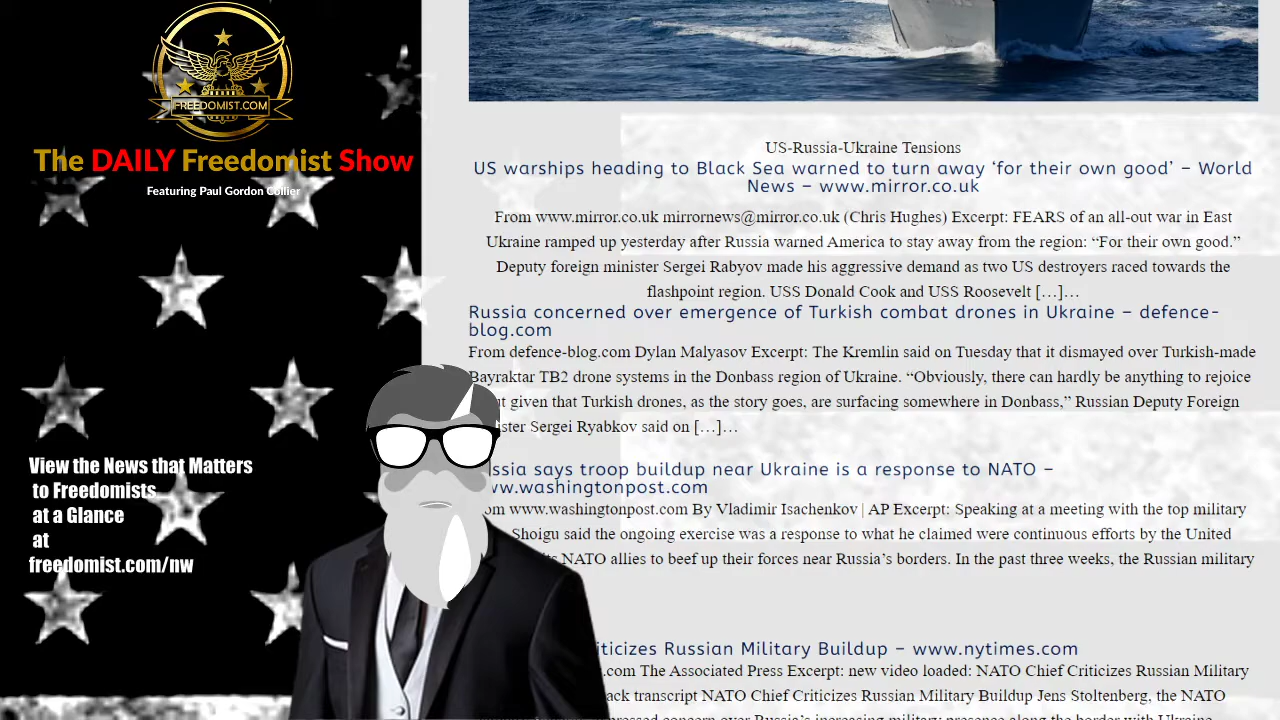 FREEDOMIST.COM
The DAILY Freedomist Show
Featuring Paul Gordon Collier
View the News that Matters
to Freedomists
at a Glance
at
freedomist.com/nw
US-Russia-Ukraine Tensions
US warships heading to Black Sea warned to turn away ‘for their own good’ – World
News – www.mirror.co.uk
From www.mirror.co.uk mirrornews@mirror.co.uk (Chris Hughes) Excerpt: FEARS of an all-out war in East
Ukraine ramped up yesterday after Russia warned America to stay away from the region: “For their own good.”
Deputy foreign minister Sergei Rabyov made his aggressive demand as two US destroyers raced towards the
flashpoint region. USS Donald Cook and USS Roosevelt […]…
Russia concerned over emergence of Turkish combat drones in Ukraine – defence-
blog.com
From defence-blog.com Dylan Malyasov Excerpt: The Kremlin said on Tuesday that it dismayed over Turkish-made
Bayraktar TB2 drone systems in the Donbass region of Ukraine. “Obviously, there can hardly be anything to rejoice
given that Turkish drones, as the story goes, are surfacing somewhere in Donbass,” Russian Deputy Foreign
Sergei Ryabkov said on […]…
says troop buildup near Ukraine is a response to NATO –
www.washingtonpost.com
www.washingtonpost.com By Vladimir Isachenkov | AP Excerpt: Speaking at a meeting with the top military
Shoigu said the ongoing exercise was a response to what he claimed were continuous efforts by the United
NATO allies to beef up their forces near Russia’s borders. In the past three weeks, the Russian military
Russian Military Buildup – www.nytimes.com
The Associated Press Excerpt: new video loaded: NATO Chief Criticizes Russian Military
transcript NATO Chief Criticizes Russian Military Buildup Jens Stoltenberg, the NATO
concern over Russia’s increasing military presence along the border with Ukraine